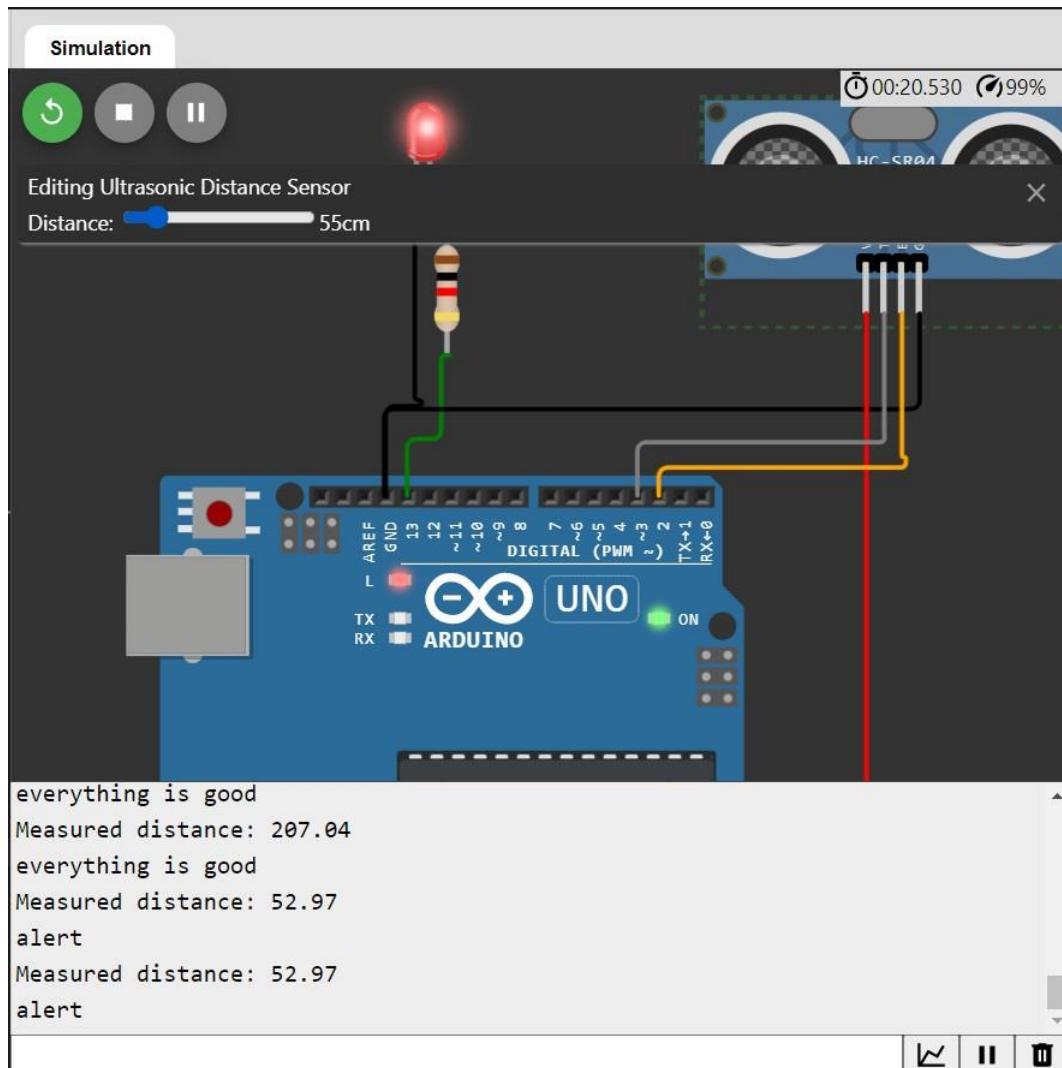 Simulation
00:20.530 99%
HC-SR04
Editing Ultrasonic Distance Sensor
Distance: 55cm
AREF
GND
13
12
~11
~10
~9
8
7
~6
~5
4
~3
2
TX→1
RX←0
DIGITAL (PWM ~)
L
TX
RX
UNO
ON
ARDUINO
everything is good
Measured distance: 207.04
everything is good
Measured distance: 52.97
alert
Measured distance: 52.97
alert